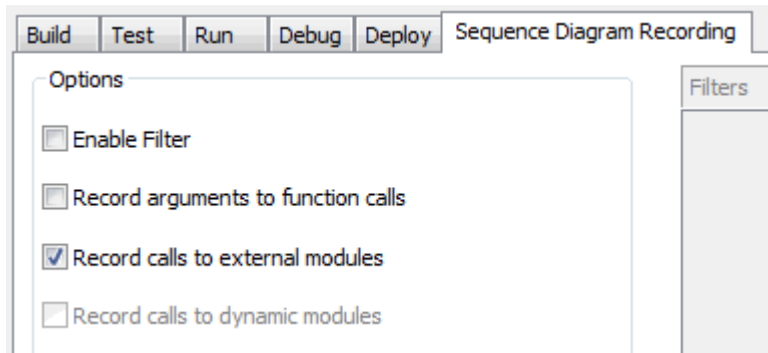 Build Test Run Debug Deploy Sequence Diagram Recording
Options
Filters
Enable Filter
Record arguments to function calls
Record calls to external modules
Record calls to dynamic modules